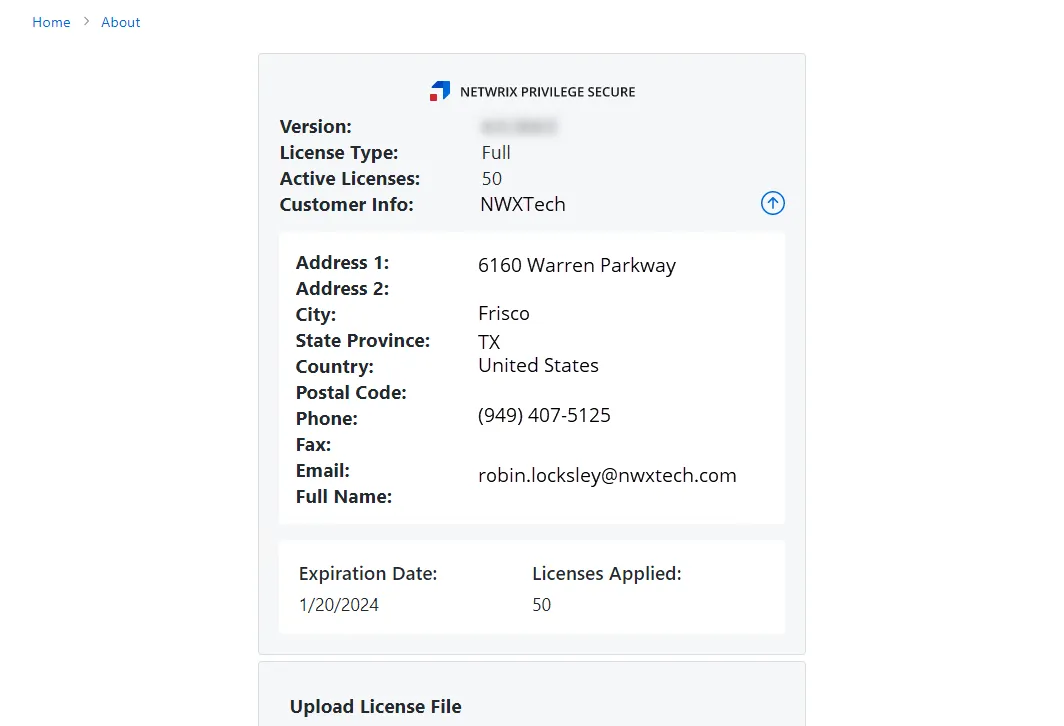 Home > About
NETWRIX PRIVILEGE SECURE
Version:
License Type: Full
Active Licenses: 50
Customer Info: NWXTech
Address 1: 6160 Warren Parkway
Address 2:
City: Frisco
State Province: TX
Country: United States
Postal Code:
Phone: (949) 407-5125
Fax:
Email: robin.locksley@nwxtech.com
Full Name:
Expiration Date: Licenses Applied:
1/20/2024 50
Upload License File